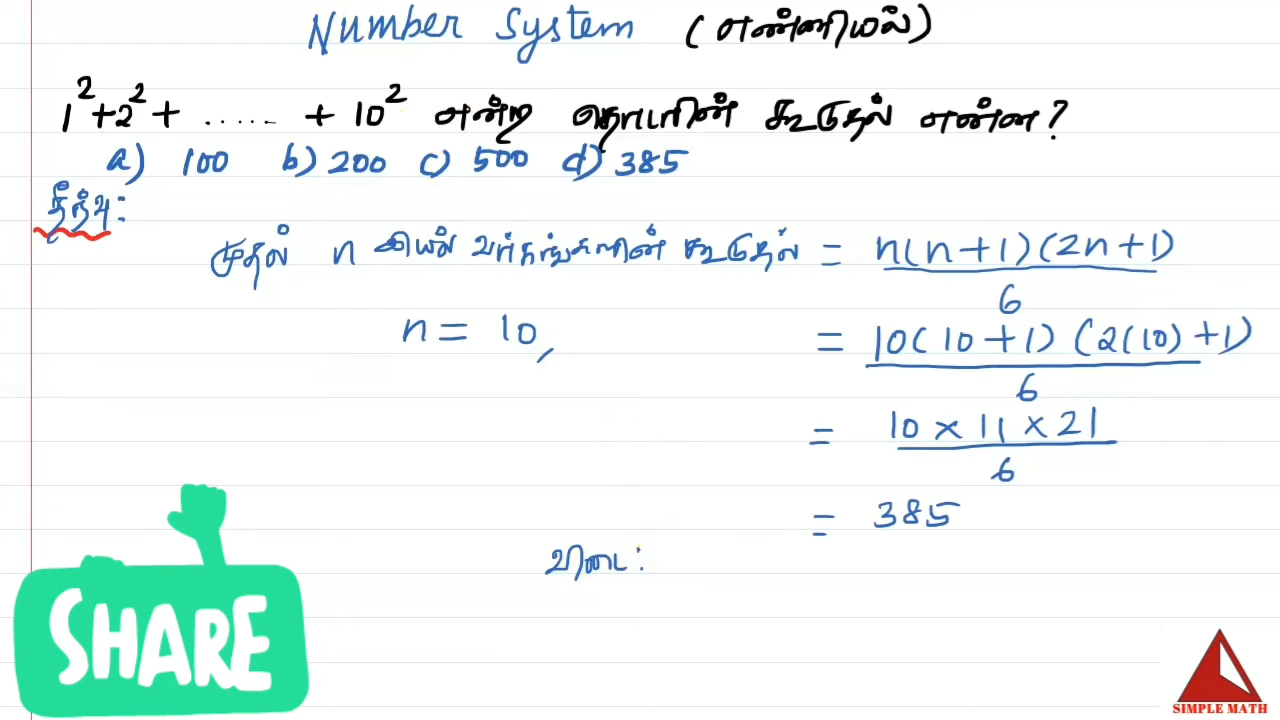 Number System (எண்ணியல்)
1²+2²+ ...... + 10² என்ற தொடரின் கூடுதல் என்ன?
a) 100 b) 200 c) 500 d) 385
தீர்வு:
முதல் n இயல் வர்க்கங்களின் கூடுதல் = n(n+1)(2n+1)
6
n = 10, = 10(10+1) (2(10)+1)
6
= 10 × 11 × 21
6
= 385
விடை:
SHARE
SIMPLE MATH